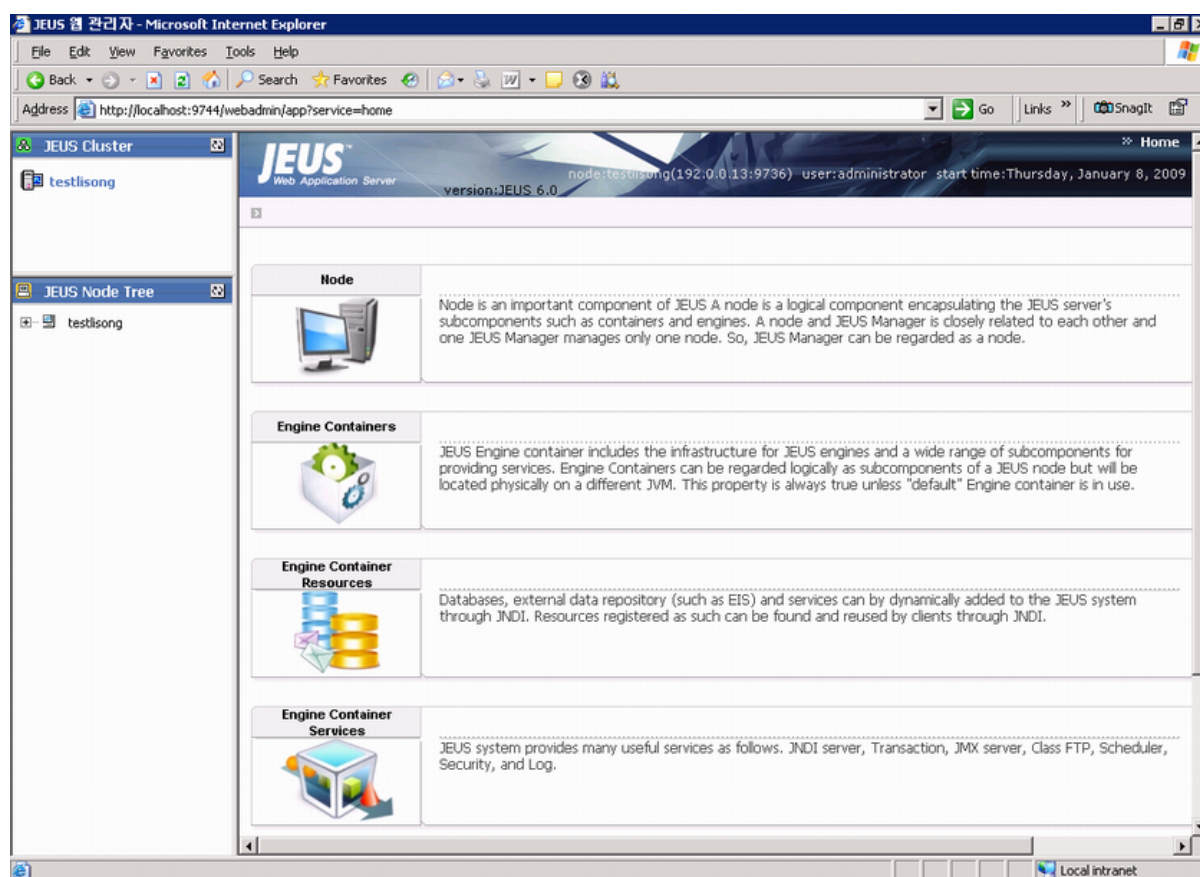 JEUS 웹 관리자 - Microsoft Internet Explorer
File Edit View Favorites Tools Help
Back Search Favorites
Address http://localhost:9744/webadmin/app?service=home Go Links » SnagIt
JEUS Cluster
testlisong
JEUS Node Tree
testlisong
JEUS™
Web Application Server
version:JEUS 6.0
» Home
node:testlisong(192.0.0.13:9736) user:administrator start time:Thursday, January 8, 2009
Node
Node is an important component of JEUS A node is a logical component encapsulating the JEUS server's
subcomponents such as containers and engines. A node and JEUS Manager is closely related to each other and
one JEUS Manager manages only one node. So, JEUS Manager can be regarded as a node.
Engine Containers
JEUS Engine container includes the infrastructure for JEUS engines and a wide range of subcomponents for
providing services. Engine Containers can be regarded logically as subcomponents of a JEUS node but will be
located physically on a different JVM. This property is always true unless "default" Engine container is in use.
Engine Container
Resources
Databases, external data repository (such as EIS) and services can by dynamically added to the JEUS system
through JNDI. Resources registered as such can be found and reused by clients through JNDI.
Engine Container
Services
JEUS system provides many useful services as follows. JNDI server, Transaction, JMX server, Class FTP, Scheduler,
Security, and Log.
Local intranet